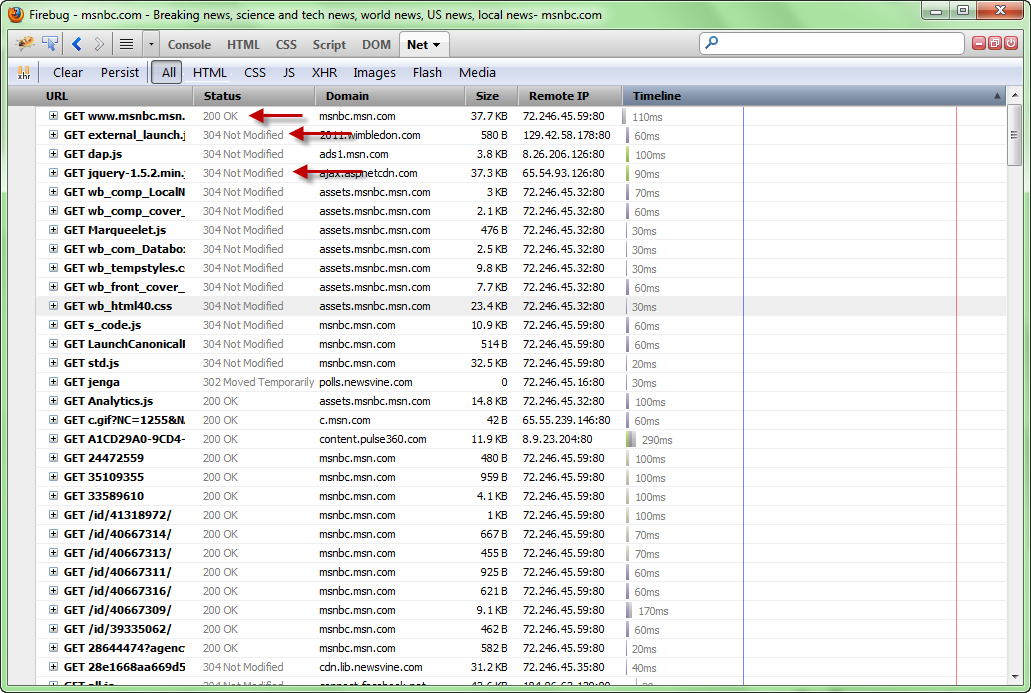 Firebug - msnbc.com - Breaking news, science and tech news, world news, US news, local news- msnbc.com
Console HTML CSS Script DOM Net
xhr Clear Persist All HTML CSS JS XHR Images Flash Media
URL Status Domain Size Remote IP Timeline
GET www.msnbc.msn. 200 OK msnbc.msn.com 37.7 KB 72.246.45.59:80 110ms
GET external_launch.j 304 Not Modified 2011.wimbledon.com 580 B 129.42.58.178:80 60ms
GET dap.js 304 Not Modified ads1.msn.com 3.8 KB 8.26.206.126:80 100ms
GET jquery-1.5.2.min.j 304 Not Modified ajax.aspnetcdn.com 37.3 KB 65.54.93.126:80 90ms
GET wb_comp_LocalN 304 Not Modified assets.msnbc.msn.com 3 KB 72.246.45.32:80 70ms
GET wb_comp_cover_ 304 Not Modified assets.msnbc.msn.com 2.1 KB 72.246.45.32:80 60ms
GET Marqueelet.js 304 Not Modified assets.msnbc.msn.com 476 B 72.246.45.32:80 30ms
GET wb_com_Databox 304 Not Modified assets.msnbc.msn.com 2.5 KB 72.246.45.32:80 30ms
GET wb_tempstyles.cs 304 Not Modified assets.msnbc.msn.com 9.8 KB 72.246.45.32:80 30ms
GET wb_front_cover_ 304 Not Modified assets.msnbc.msn.com 7.7 KB 72.246.45.32:80 60ms
GET wb_html40.css 304 Not Modified assets.msnbc.msn.com 23.4 KB 72.246.45.32:80 30ms
GET s_code.js 304 Not Modified msnbc.msn.com 10.9 KB 72.246.45.59:80 60ms
GET LaunchCanonicalI 304 Not Modified msnbc.msn.com 514 B 72.246.45.59:80 60ms
GET std.js 304 Not Modified msnbc.msn.com 32.5 KB 72.246.45.59:80 20ms
GET jenga 302 Moved Temporarily polls.newsvine.com 0 72.246.45.16:80 30ms
GET Analytics.js 200 OK assets.msnbc.msn.com 14.8 KB 72.246.45.32:80 100ms
GET c.gif?NC=1255&NA 200 OK c.msn.com 42 B 65.55.239.146:80 60ms
GET A1CD29A0-9CD4- 200 OK content.pulse360.com 11.9 KB 8.9.23.204:80 290ms
GET 24472559 200 OK msnbc.msn.com 480 B 72.246.45.59:80 100ms
GET 35109355 200 OK msnbc.msn.com 959 B 72.246.45.59:80 100ms
GET 33589610 200 OK msnbc.msn.com 4.1 KB 72.246.45.59:80 100ms
GET /id/41318972/ 200 OK msnbc.msn.com 1 KB 72.246.45.59:80 100ms
GET /id/40667314/ 200 OK msnbc.msn.com 667 B 72.246.45.59:80 70ms
GET /id/40667313/ 200 OK msnbc.msn.com 455 B 72.246.45.59:80 70ms
GET /id/40667311/ 200 OK msnbc.msn.com 925 B 72.246.45.59:80 60ms
GET /id/40667316/ 200 OK msnbc.msn.com 621 B 72.246.45.59:80 60ms
GET /id/40667309/ 200 OK msnbc.msn.com 9.1 KB 72.246.45.59:80 170ms
GET /id/39335062/ 200 OK msnbc.msn.com 462 B 72.246.45.59:80 60ms
GET 28644474?agenc 200 OK msnbc.msn.com 582 B 72.246.45.59:80 20ms
GET 28e1668aa669d5 304 Not Modified cdn.lib.newsvine.com 31.2 KB 72.246.45.35:80 40ms